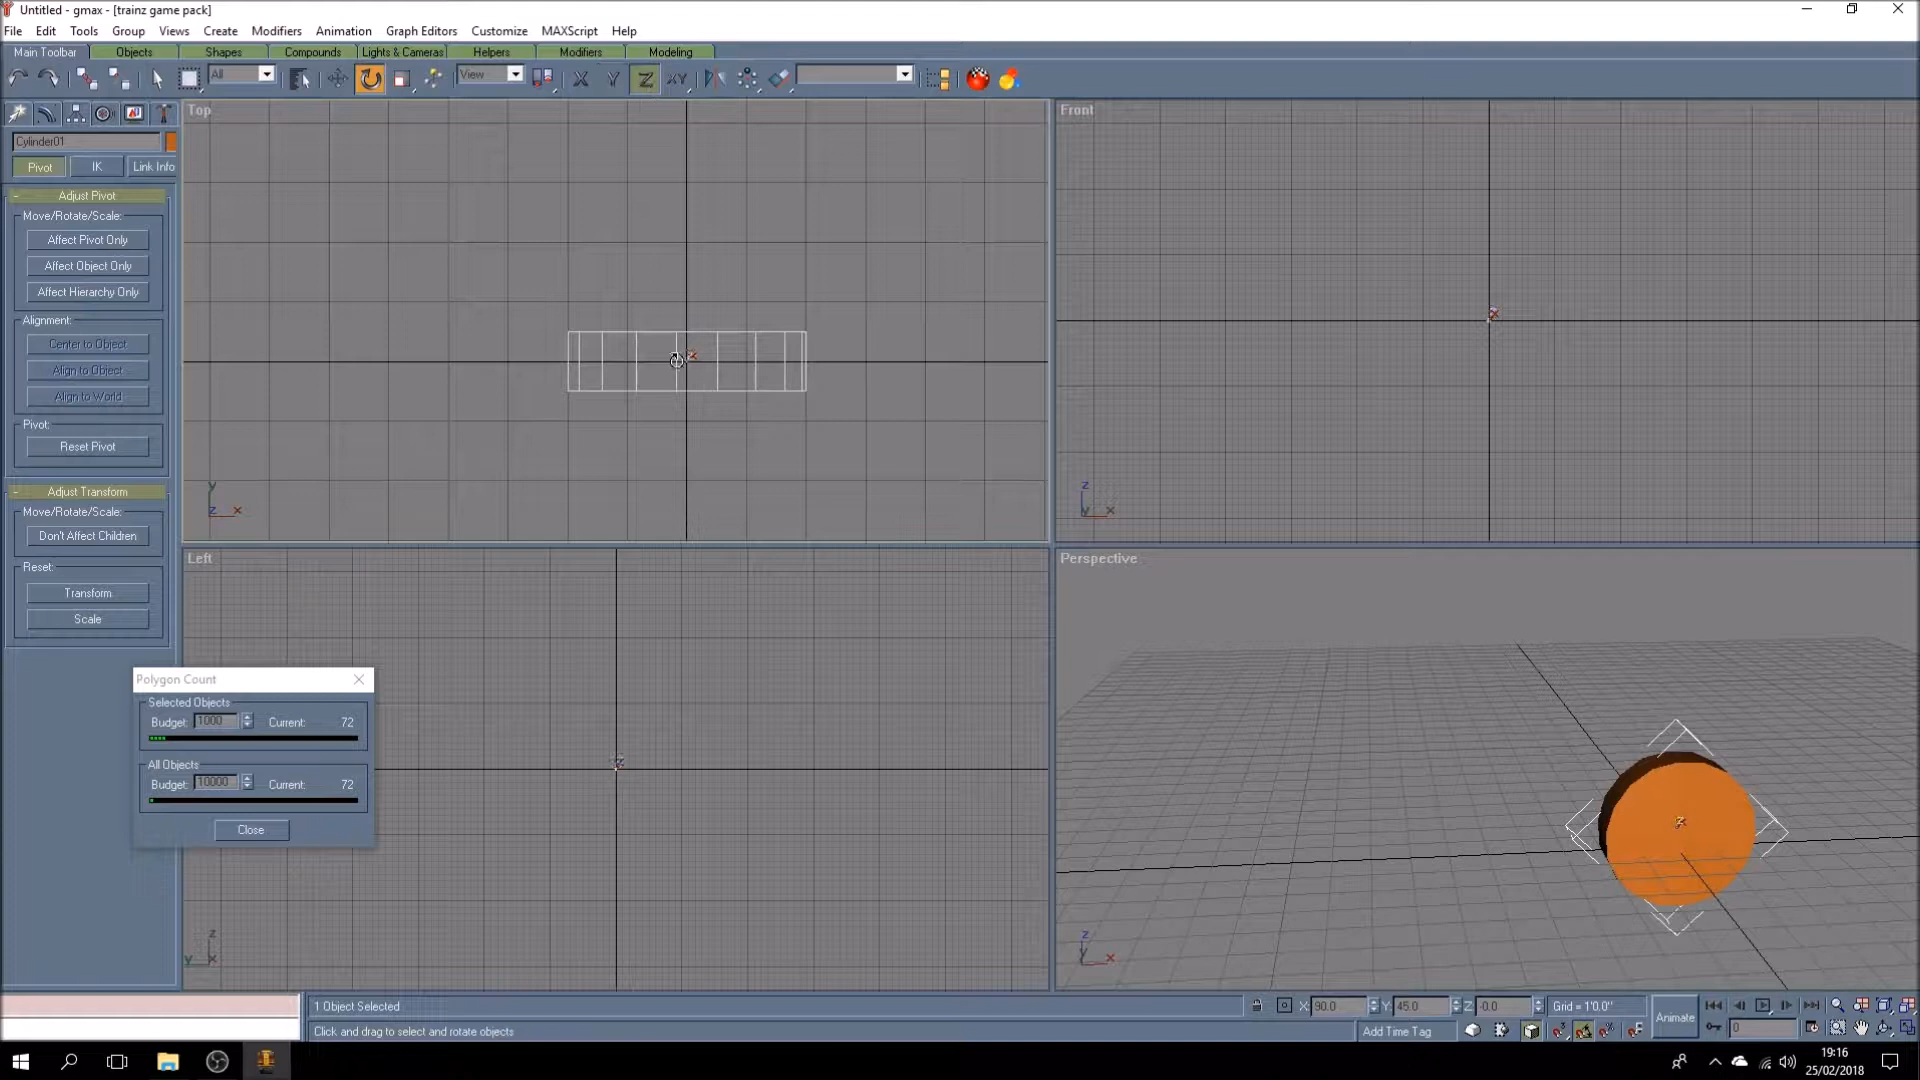 Untitled - gmax - [trainz game pack]
File Edit Tools Group Views Create Modifiers Animation Graph Editors Customize MAXScript Help
Main Toolbar Objects Shapes Compounds Lights & Cameras Helpers Modifiers Modeling
All View X Y Z XY
Cylinder01
Pivot IK Link Info
- Adjust Pivot
Move/Rotate/Scale:
Affect Pivot Only
Affect Object Only
Affect Hierarchy Only
Alignment:
Center to Object
Align to Object
Align to World
Pivot:
Reset Pivot
- Adjust Transform
Move/Rotate/Scale:
Don't Affect Children
Reset:
Transform
Scale
Top
y
z x
Front
z
y x
Left
z
y x
Perspective
z
y x
Polygon Count
Selected Objects
Budget: 1000 Current: 72
All Objects
Budget: 10000 Current: 72
Close
1 Object Selected
X: 90.0 Y: 45.0 Z: -0.0 Grid = 1'0.0"
Animate
Click and drag to select and rotate objects
Add Time Tag
0
19:16
25/02/2018